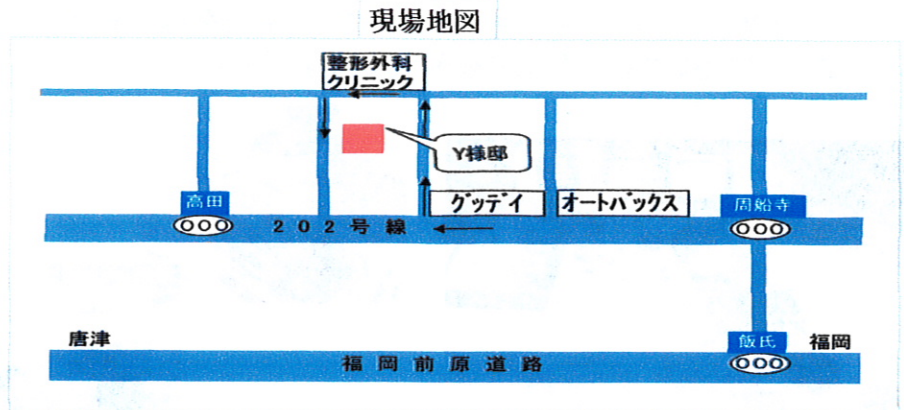 現場地図
整形外科
クリニック
Y様邸
高田
グッデイ
オートバックス
周船寺
202号線
唐津
飯氏
福岡
福岡前原道路